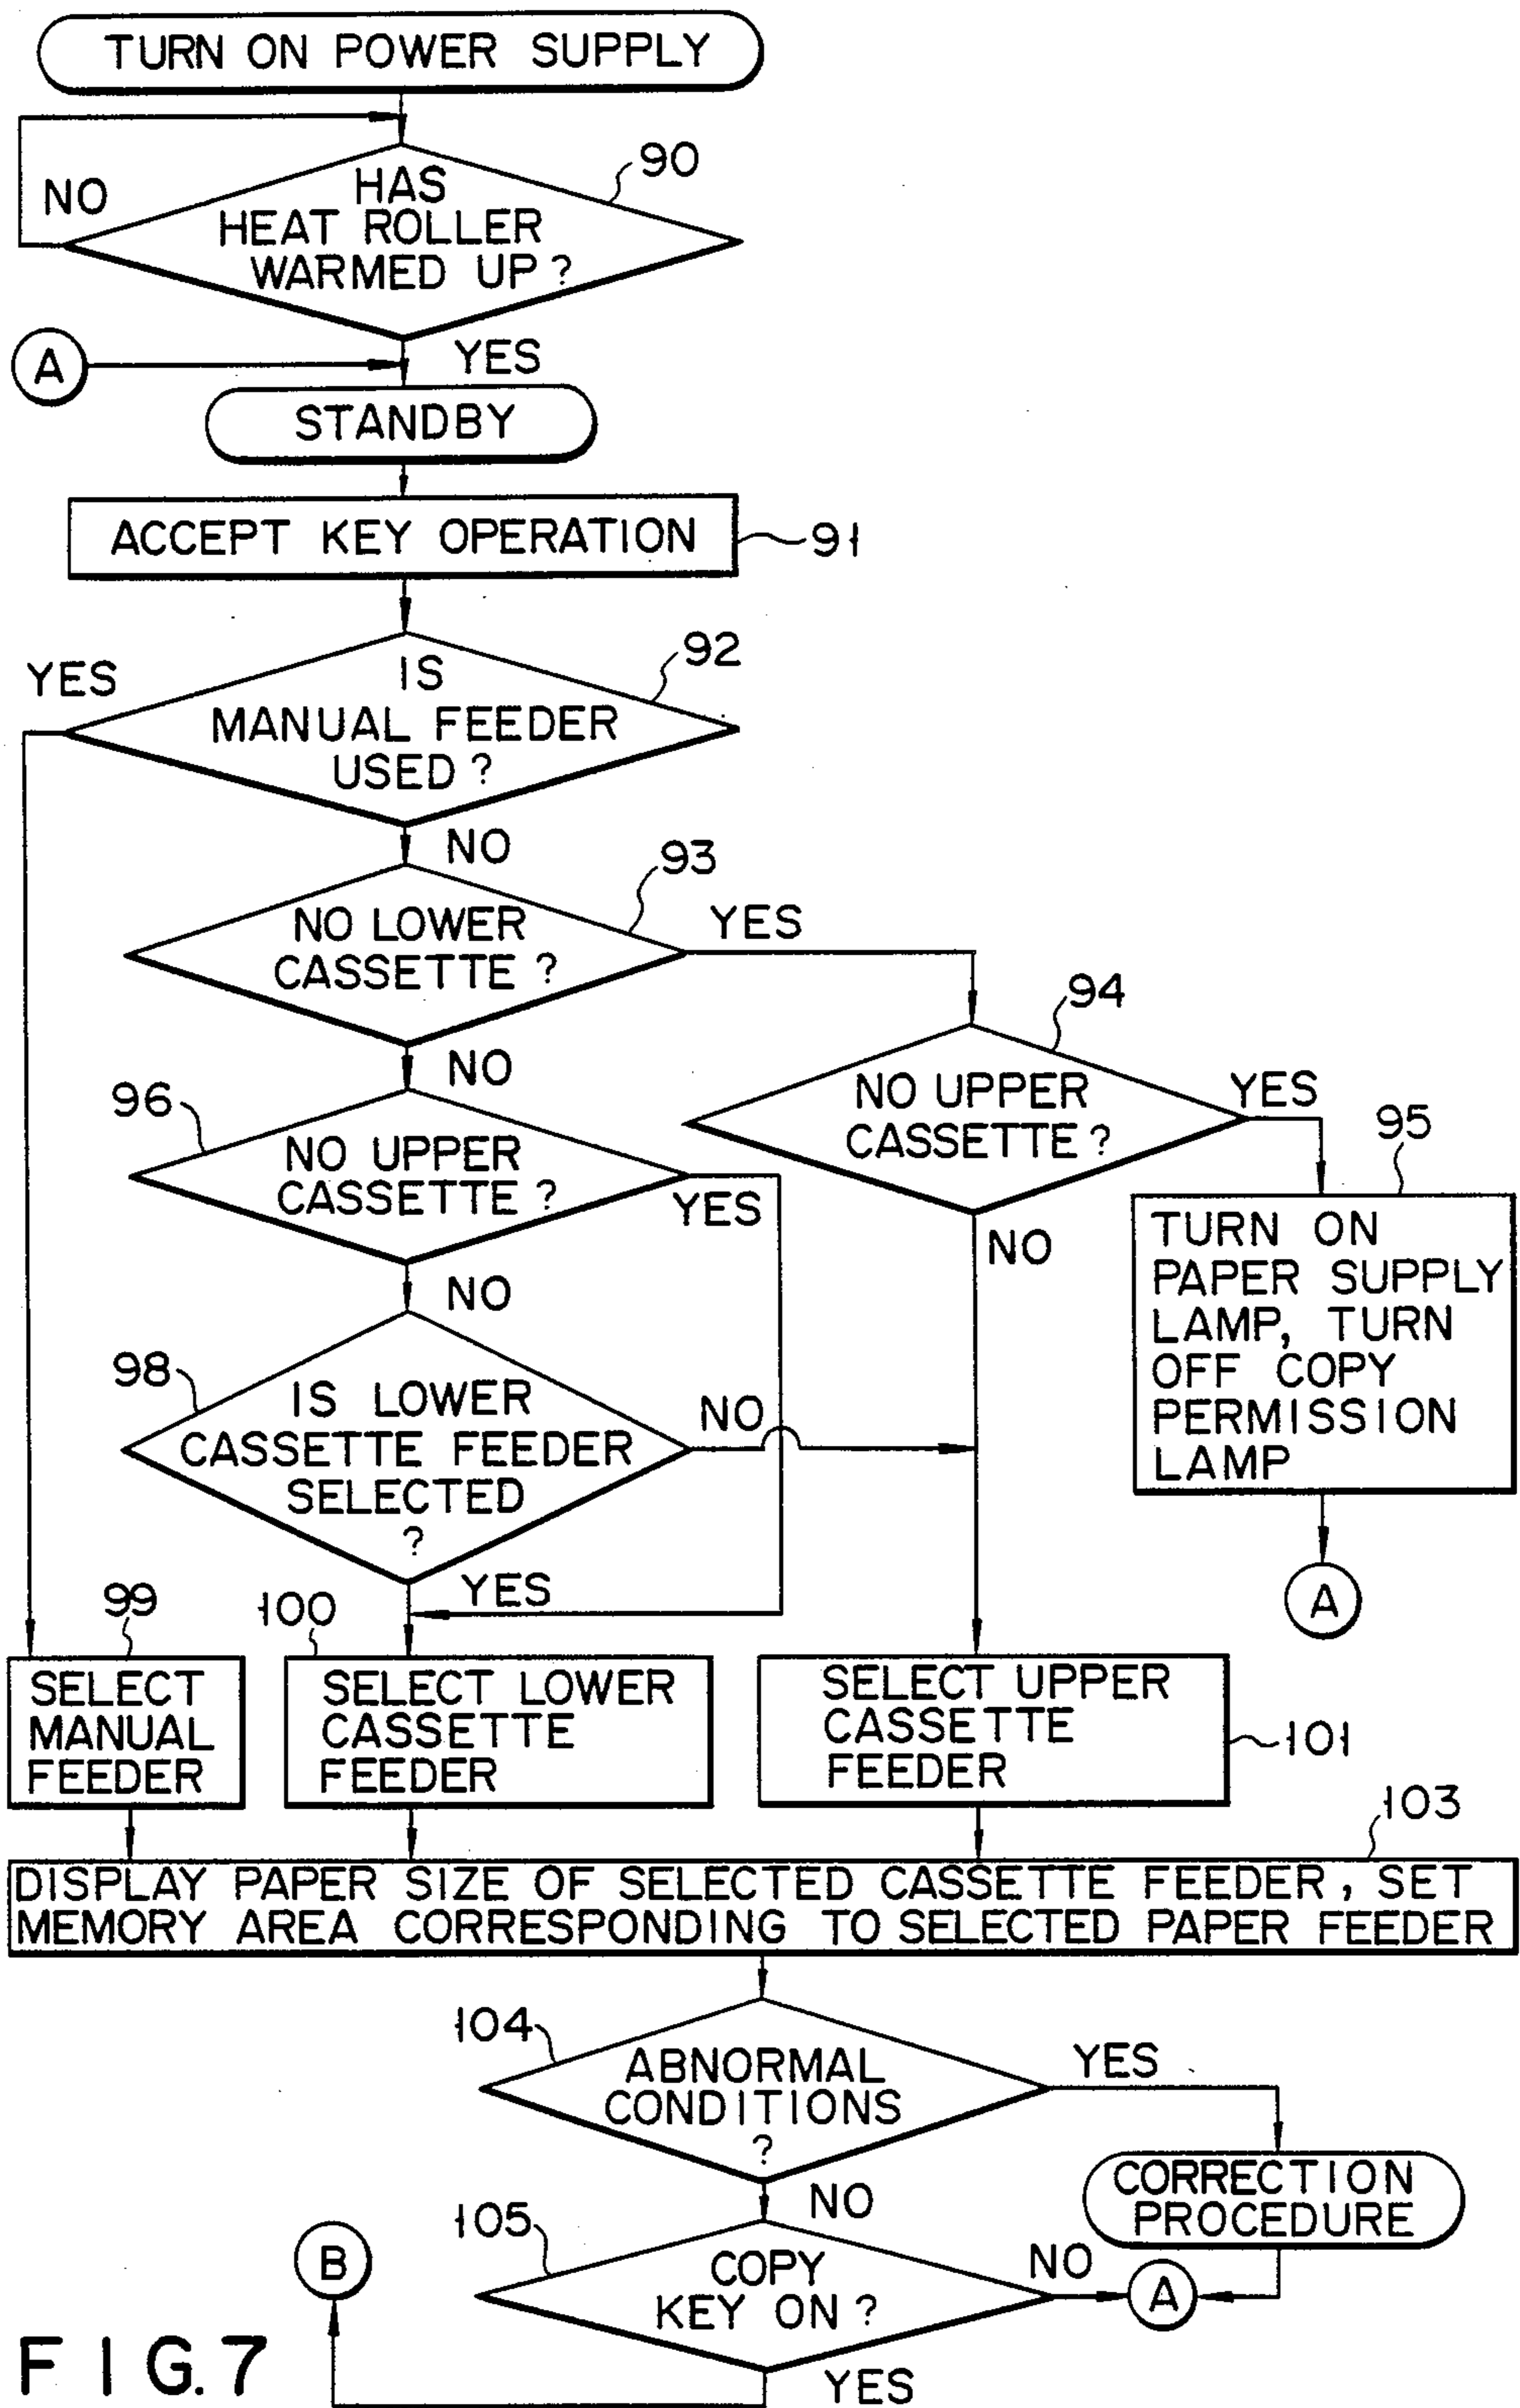 TURN ON POWER SUPPLY
90
NO
HAS
HEAT ROLLER
WARMED UP?
A
YES
STANDBY
ACCEPT KEY OPERATION
91
92
YES
IS
MANUAL FEEDER
USED?
NO
93
NO LOWER
CASSETTE?
YES
94
NO
NO UPPER
CASSETTE?
YES
95
96
NO UPPER
CASSETTE?
YES
NO
NO
TURN ON
PAPER SUPPLY
LAMP, TURN
OFF COPY
PERMISSION
LAMP
98
IS LOWER
CASSETTE FEEDER
SELECTED
?
NO
YES
A
99
100
SELECT
MANUAL
FEEDER
SELECT LOWER
CASSETTE
FEEDER
SELECT UPPER
CASSETTE
FEEDER
101
103
DISPLAY PAPER SIZE OF SELECTED CASSETTE FEEDER, SET
MEMORY AREA CORRESPONDING TO SELECTED PAPER FEEDER
104
ABNORMAL
CONDITIONS
?
YES
NO
CORRECTION
PROCEDURE
105
B
COPY
KEY ON?
NO
A
YES
FIG. 7